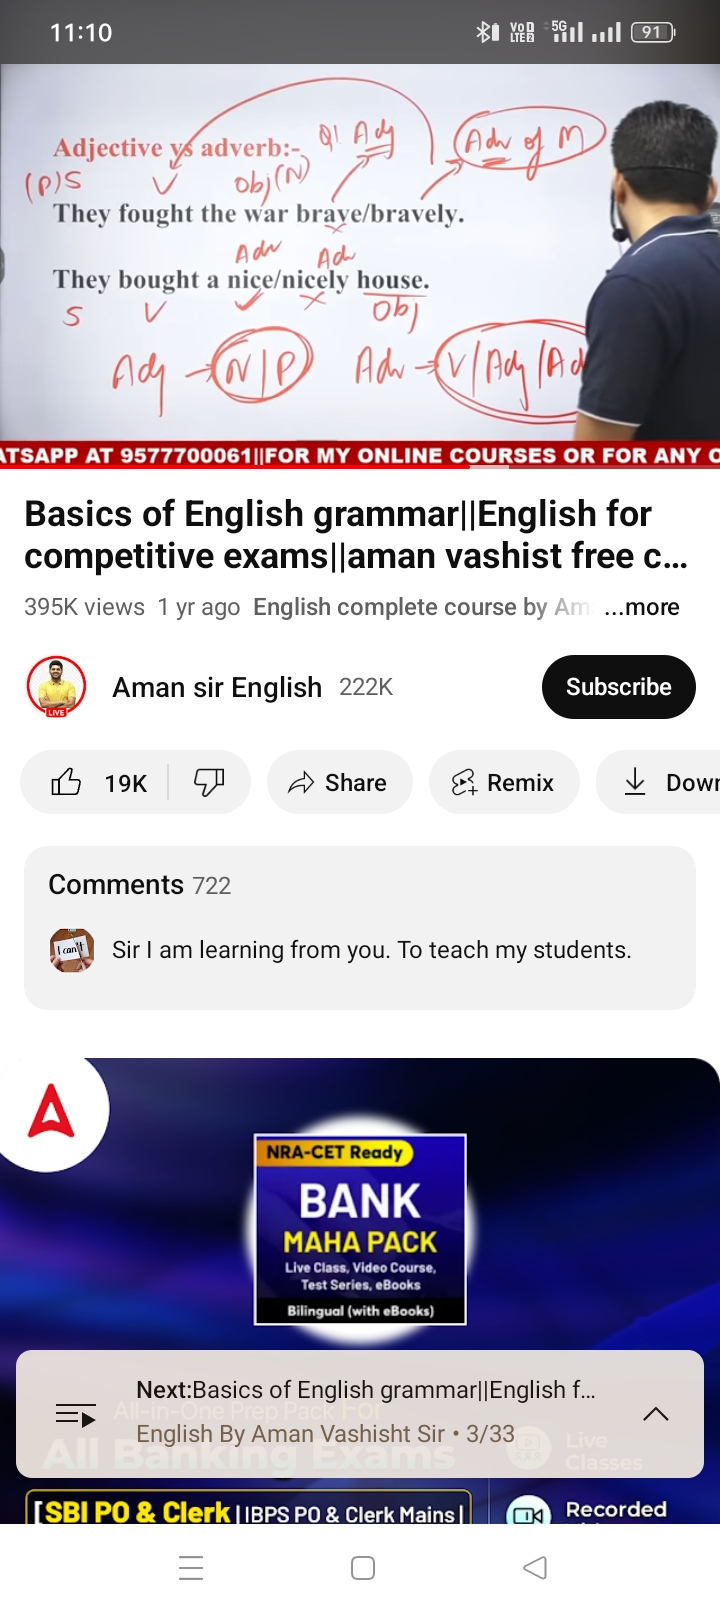 11:10
VoD
LTE2
5G
91
Q! Adj
Adv of M
Adjective vs adverb:-
(P)S V Obj(N)
They fought the war brave/bravely.
Adv Adv
They bought a nice/nicely house.
S V Obj
Adj → N/P Adv → V/Adj/Ad
ATSAPP AT 9577700061||FOR MY ONLINE COURSES OR FOR ANY
Basics of English grammar||English for
competitive exams||aman vashist free c...
395K views 1 yr ago English complete course by Am ...more
LIVE
Aman sir English 222K
Subscribe
19K Share Remix Down
Comments 722
I can't
Sir I am learning from you. To teach my students.
A
NRA-CET Ready
BANK
MAHA PACK
Live Class, Video Course,
Test Series, eBooks
Bilingual (with eBooks)
Next:Basics of English grammar||English f...
All-in-One Prep Pack For
English By Aman Vashisht Sir • 3/33
All Banking Exams
Live
Classes
[SBI PO & Clerk | IBPS PO & Clerk Mains |
Recorded